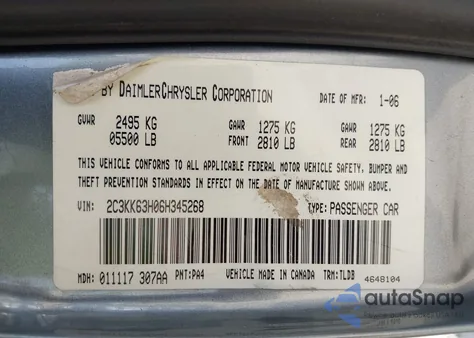 BY DAIMLERCHRYSLER CORPORATION DATE OF MFR: 1-06
GVWR 2495 KG GAWR 1275 KG GAWR 1275 KG
05500 LB FRONT 2810 LB REAR 2810 LB
THIS VEHICLE CONFORMS TO ALL APPLICABLE FEDERAL MOTOR VEHICLE SAFETY, BUMPER AND
THEFT PREVENTION STANDARDS IN EFFECT ON THE DATE OF MANUFACTURE SHOWN ABOVE.
VIN: 2C3KK63H06H345268 TYPE: PASSENGER CAR
MDH: 011117 307AA PNT: PA4 VEHICLE MADE IN CANADA TRM: TLDB 4648104
autoSnap